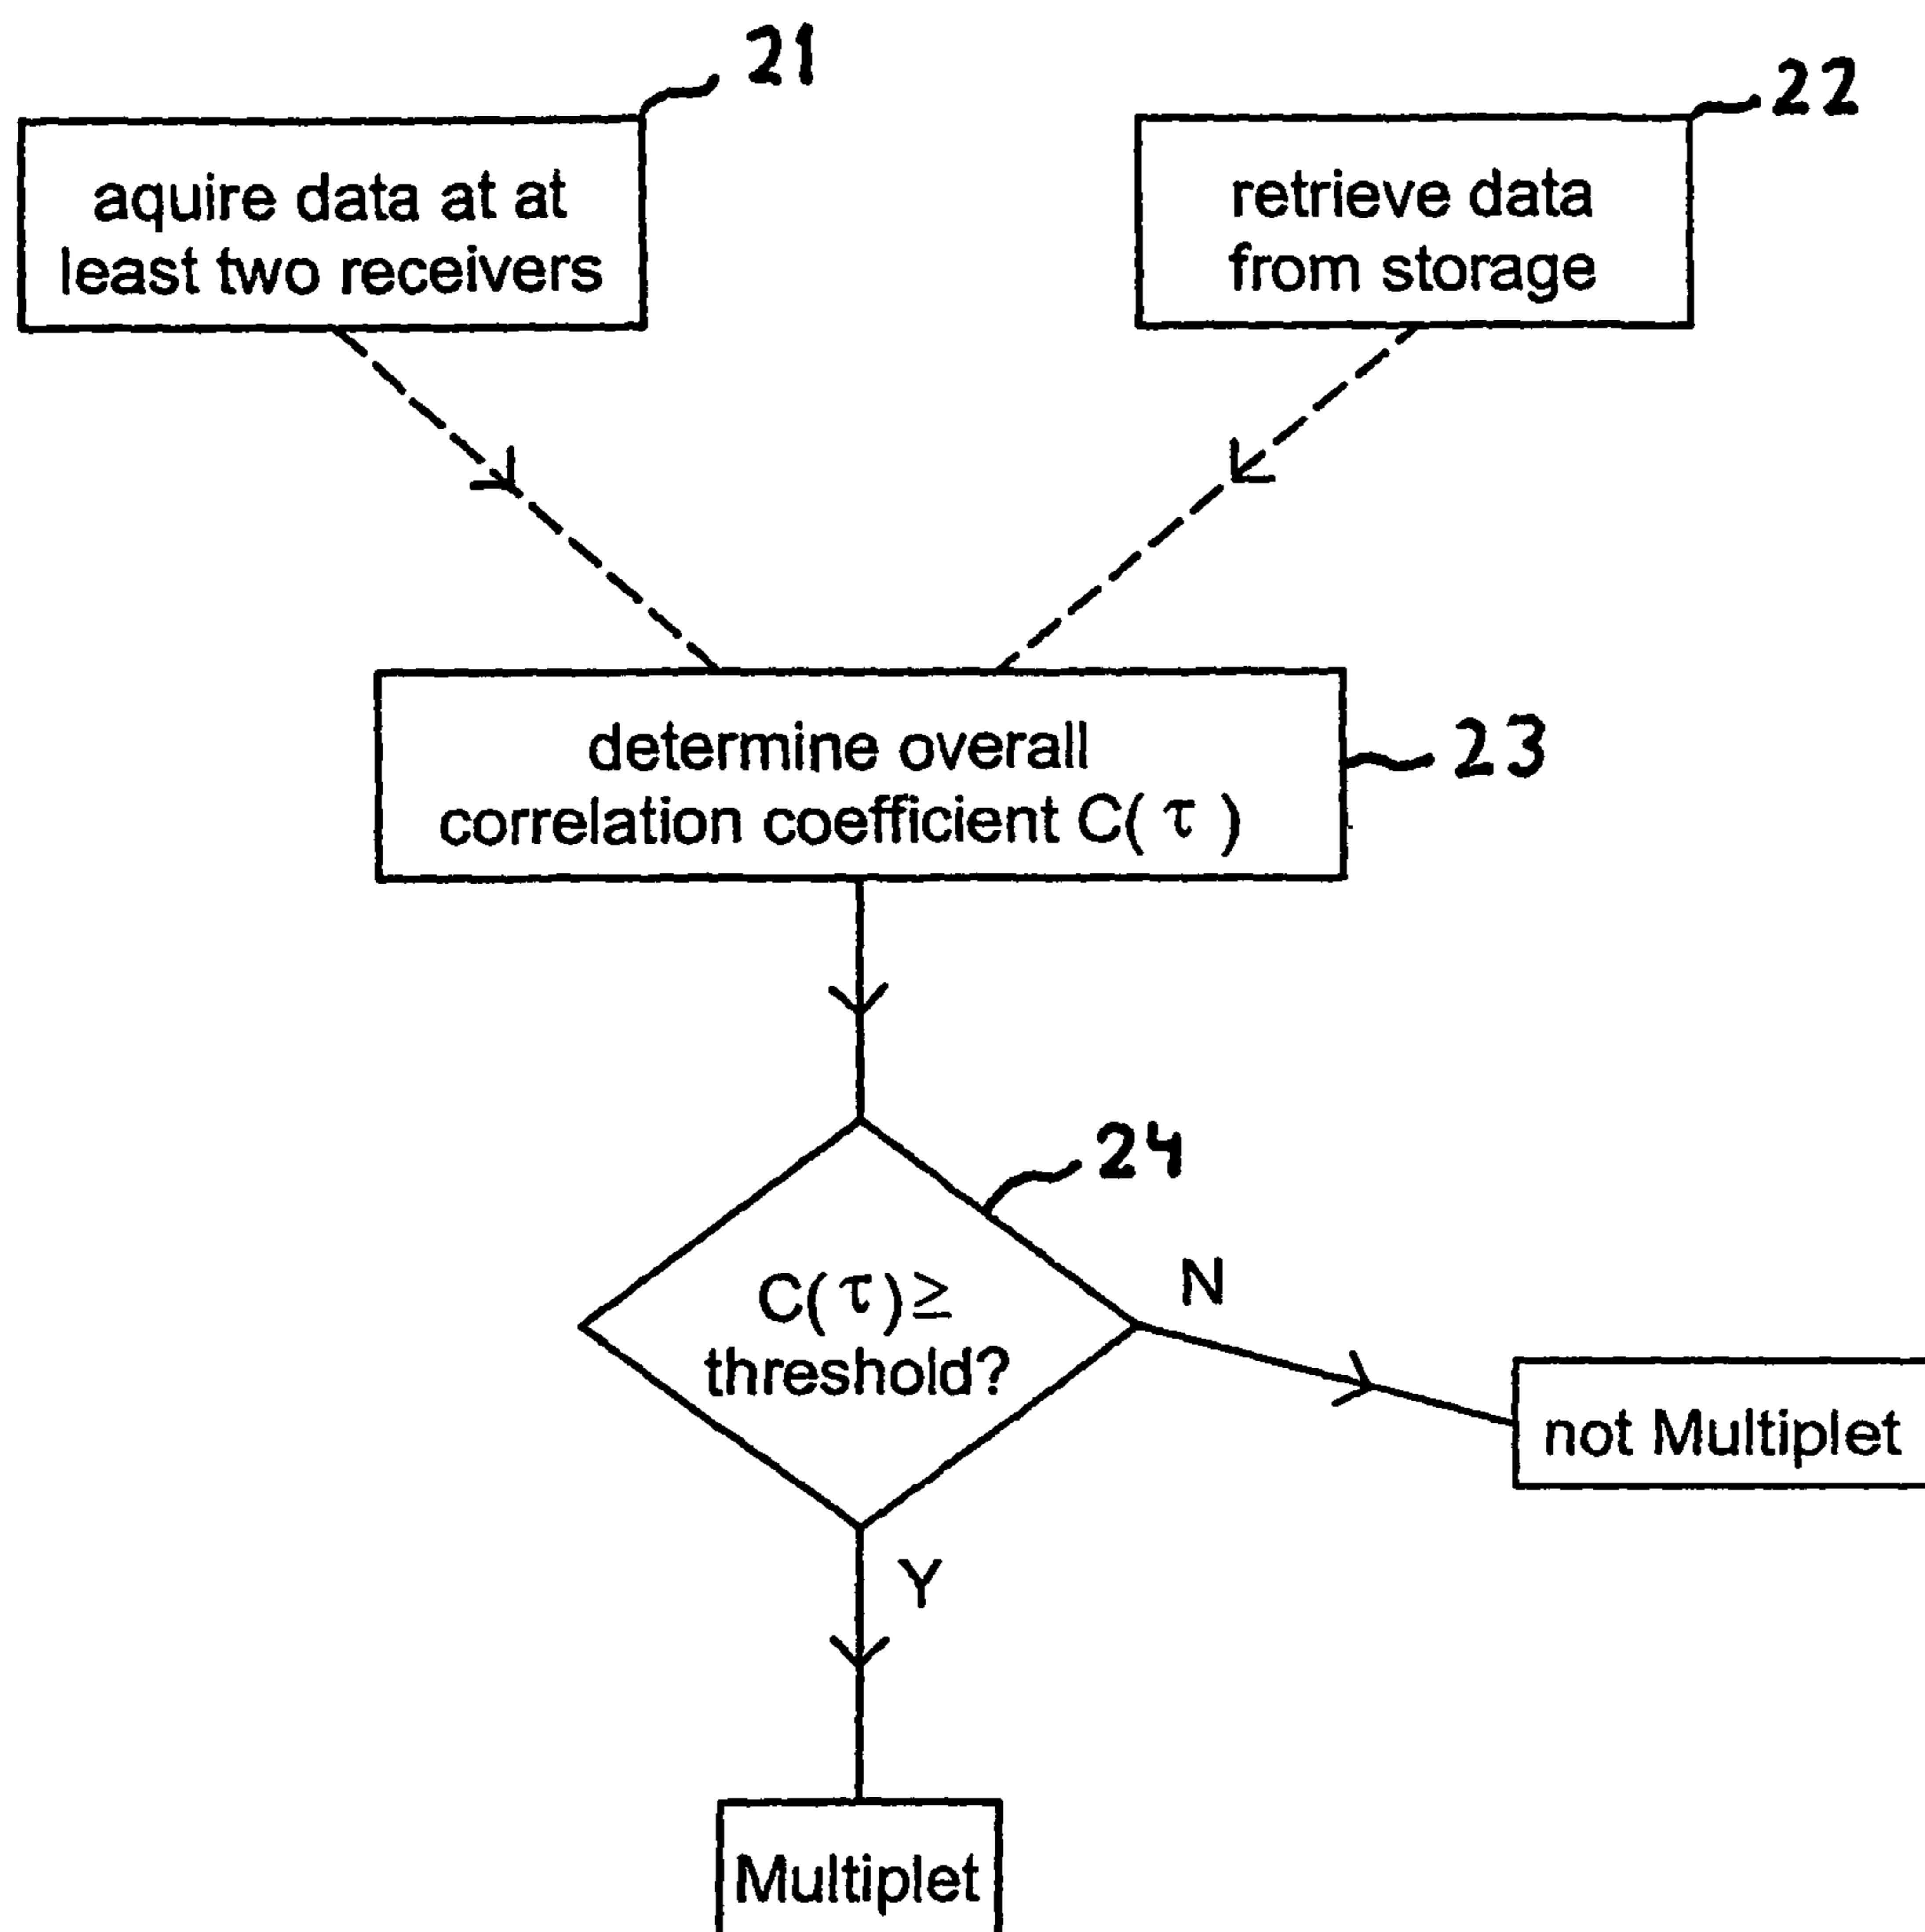 21
22
aquire data at at
least two receivers
retrieve data
from storage
determine overall
correlation coefficient C( τ )
23
24
C(τ)≥
threshold?
N
not Multiplet
Y
Multiplet